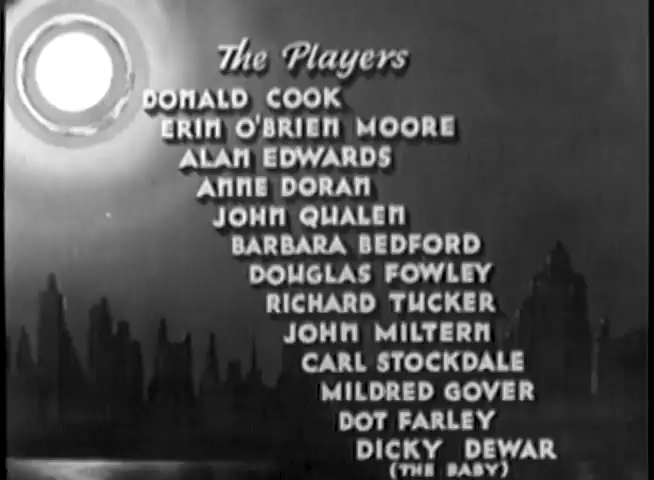 The Players
DONALD COOK
ERIN O'BRIEN MOORE
ALAN EDWARDS
ANNE DORAN
JOHN QUALEN
BARBARA BEDFORD
DOUGLAS FOWLEY
RICHARD TUCKER
JOHN MILTERN
CARL STOCKDALE
MILDRED GOVER
DOT FARLEY
DICKY DEWAR
(THE BABY)